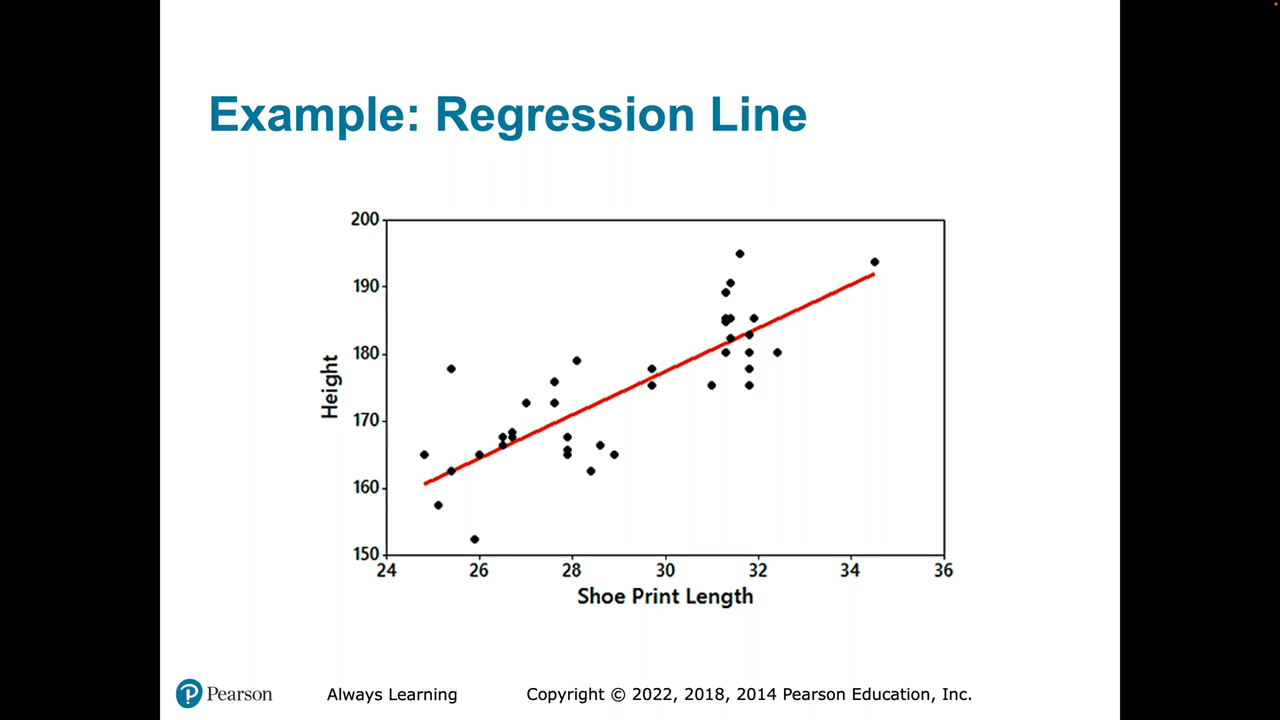 Example: Regression Line
200
190
180
170
160
150
Height
24 26 28 30 32 34 36
Shoe Print Length
Pearson Always Learning Copyright © 2022, 2018, 2014 Pearson Education, Inc.